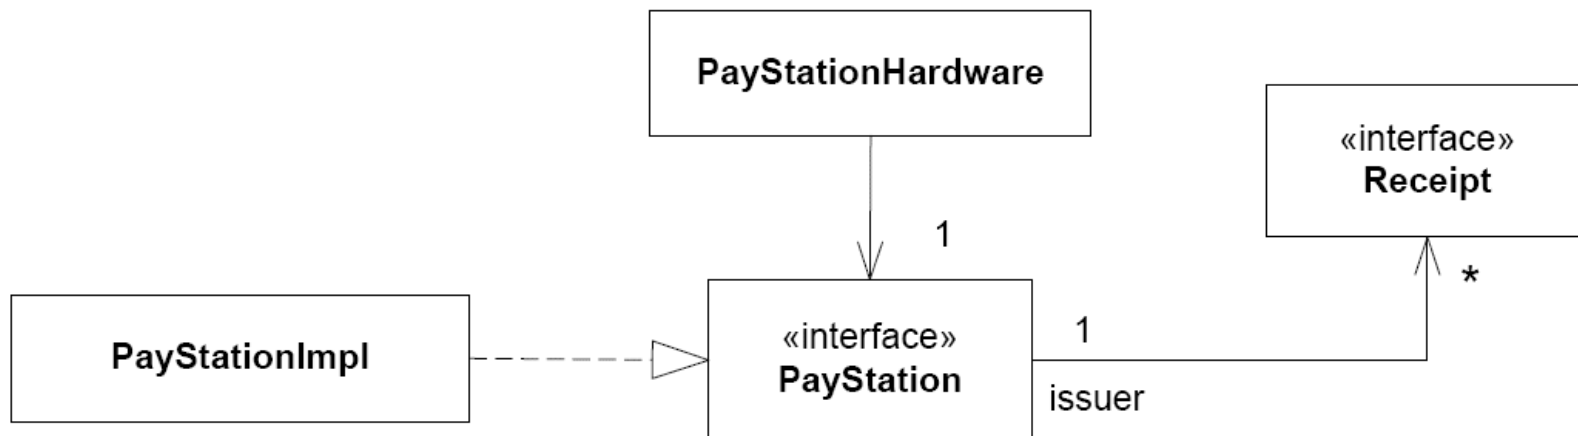 PayStationHardware
«interface»
Receipt
1
*
PayStationImpl
«interface»
PayStation
1
issuer